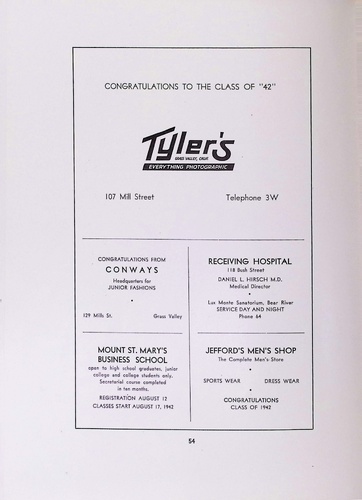 CONGRATULATIONS TO THE CLASS OF "42"
Tyler's
GRASS VALLEY, CALIF.
EVERYTHING PHOTOGRAPHIC
107 Mill Street Telephone 3W
CONGRATULATIONS FROM
CONWAYS
Headquarters for
JUNIOR FASHIONS
129 Mills St. Grass Valley
RECEIVING HOSPITAL
118 Bush Street
DANIEL L. HIRSCH M.D.
Medical Director
Lux Monte Sanatorium, Bear River
SERVICE DAY AND NIGHT
Phone 64
MOUNT ST. MARY'S
BUSINESS SCHOOL
open to high school graduates, junior
college and college students only.
Secretarial course completed
in ten months.
REGISTRATION AUGUST 12
CLASSES START AUGUST 17, 1942
JEFFORD'S MEN'S SHOP
The Complete Men's Store
SPORTS WEAR DRESS WEAR
CONGRATULATIONS
CLASS OF 1942
54